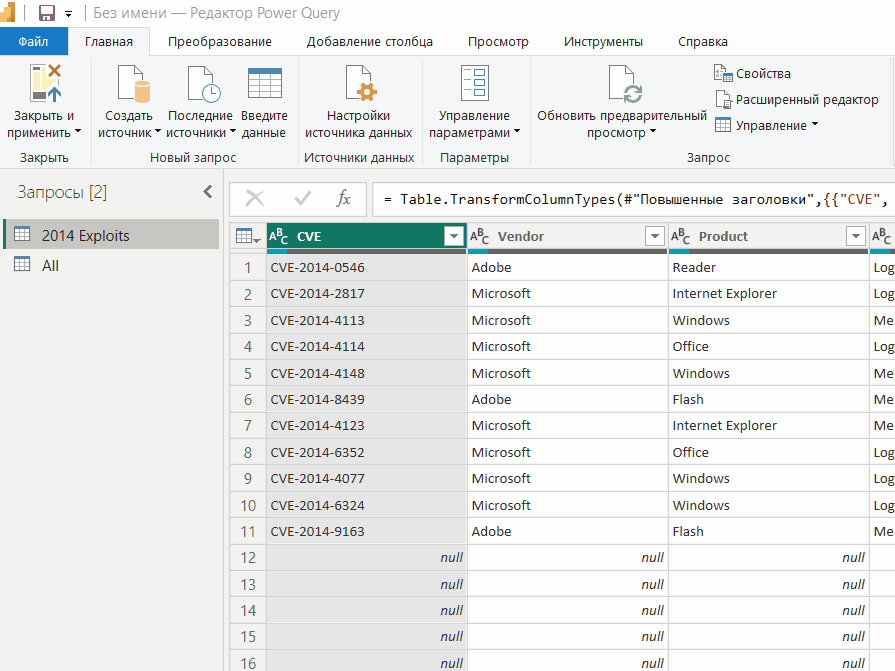 Без имени — Редактор Power Query
Файл Главная Преобразование Добавление столбца Просмотр Инструменты Справка
Закрыть и применить
Создать источник
Последние источники
Введите данные
Настройки источника данных
Управление параметрами
Обновить предварительный просмотр
Свойства
Расширенный редактор
Управление
Закрыть Новый запрос Источники данных Параметры Запрос
Запросы [2]
2014 Exploits
All
fx = Table.TransformColumnTypes(#"Повышенные заголовки",{{"CVE",
ABC CVE ABC Vendor ABC Product ABC
1 CVE-2014-0546 Adobe Reader Log
2 CVE-2014-2817 Microsoft Internet Explorer Log
3 CVE-2014-4113 Microsoft Windows Me
4 CVE-2014-4114 Microsoft Office Log
5 CVE-2014-4148 Microsoft Windows Me
6 CVE-2014-8439 Adobe Flash Me
7 CVE-2014-4123 Microsoft Internet Explorer Me
8 CVE-2014-6352 Microsoft Office Log
9 CVE-2014-4077 Microsoft Windows Log
10 CVE-2014-6324 Microsoft Windows Log
11 CVE-2014-9163 Adobe Flash Me
12 null null null
13 null null null
14 null null null
15 null null null
16 null null null